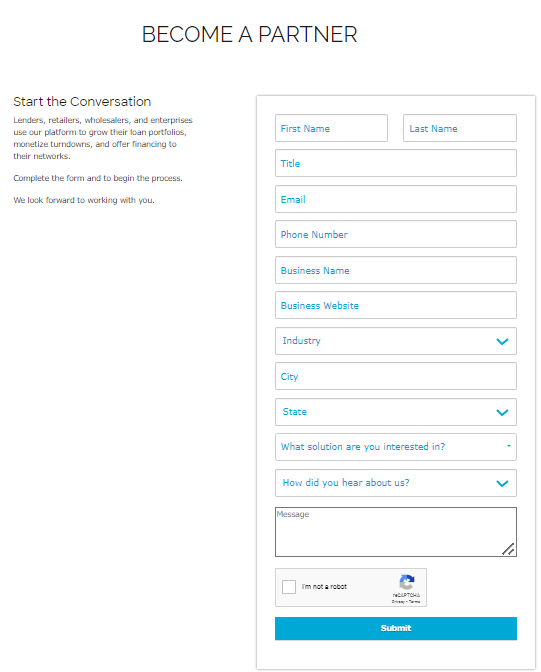 BECOME A PARTNER
Start the Conversation
Lenders, retailers, wholesalers, and enterprises
use our platform to grow their loan portfolios,
monetize turndowns, and offer financing to
their networks.
Complete the form and to begin the process.
We look forward to working with you.
First Name
Last Name
Title
Email
Phone Number
Business Name
Business Website
Industry
City
State
What solution are you interested in?
How did you hear about us?
Message
I'm not a robot
reCAPTCHA
Privacy - Terms
Submit